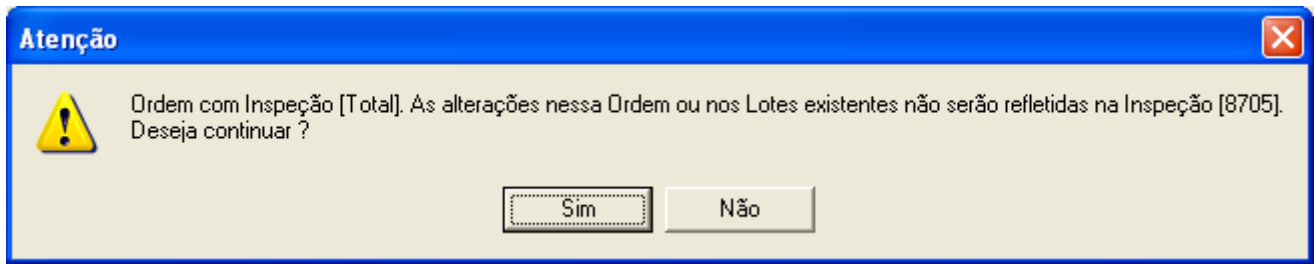 Atenção
Ordem com Inspeção [Total]. As alterações nessa Ordem ou nos Lotes existentes não serão refletidas na Inspeção [8705].
Deseja continuar ?
Sim
Não